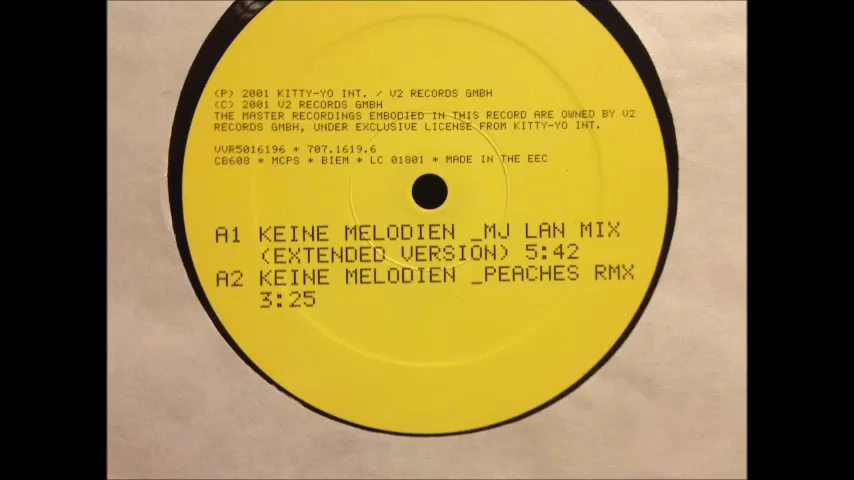 (P) 2001 KITTY-YO INT. / V2 RECORDS GMBH
(C) 2001 V2 RECORDS GMBH
THE MASTER RECORDINGS EMBODIED IN THIS RECORD ARE OWNED BY V2
RECORDS GMBH, UNDER EXCLUSIVE LICENSE FROM KITTY-YO INT.
VVR5016196 * 707.1619.6
CB608 * MCPS * BIEM * LC 01801 * MADE IN THE EEC
A1 KEINE MELODIEN _MJ LAN MIX
(EXTENDED VERSION) 5:42
A2 KEINE MELODIEN _PEACHES RMX
3:25